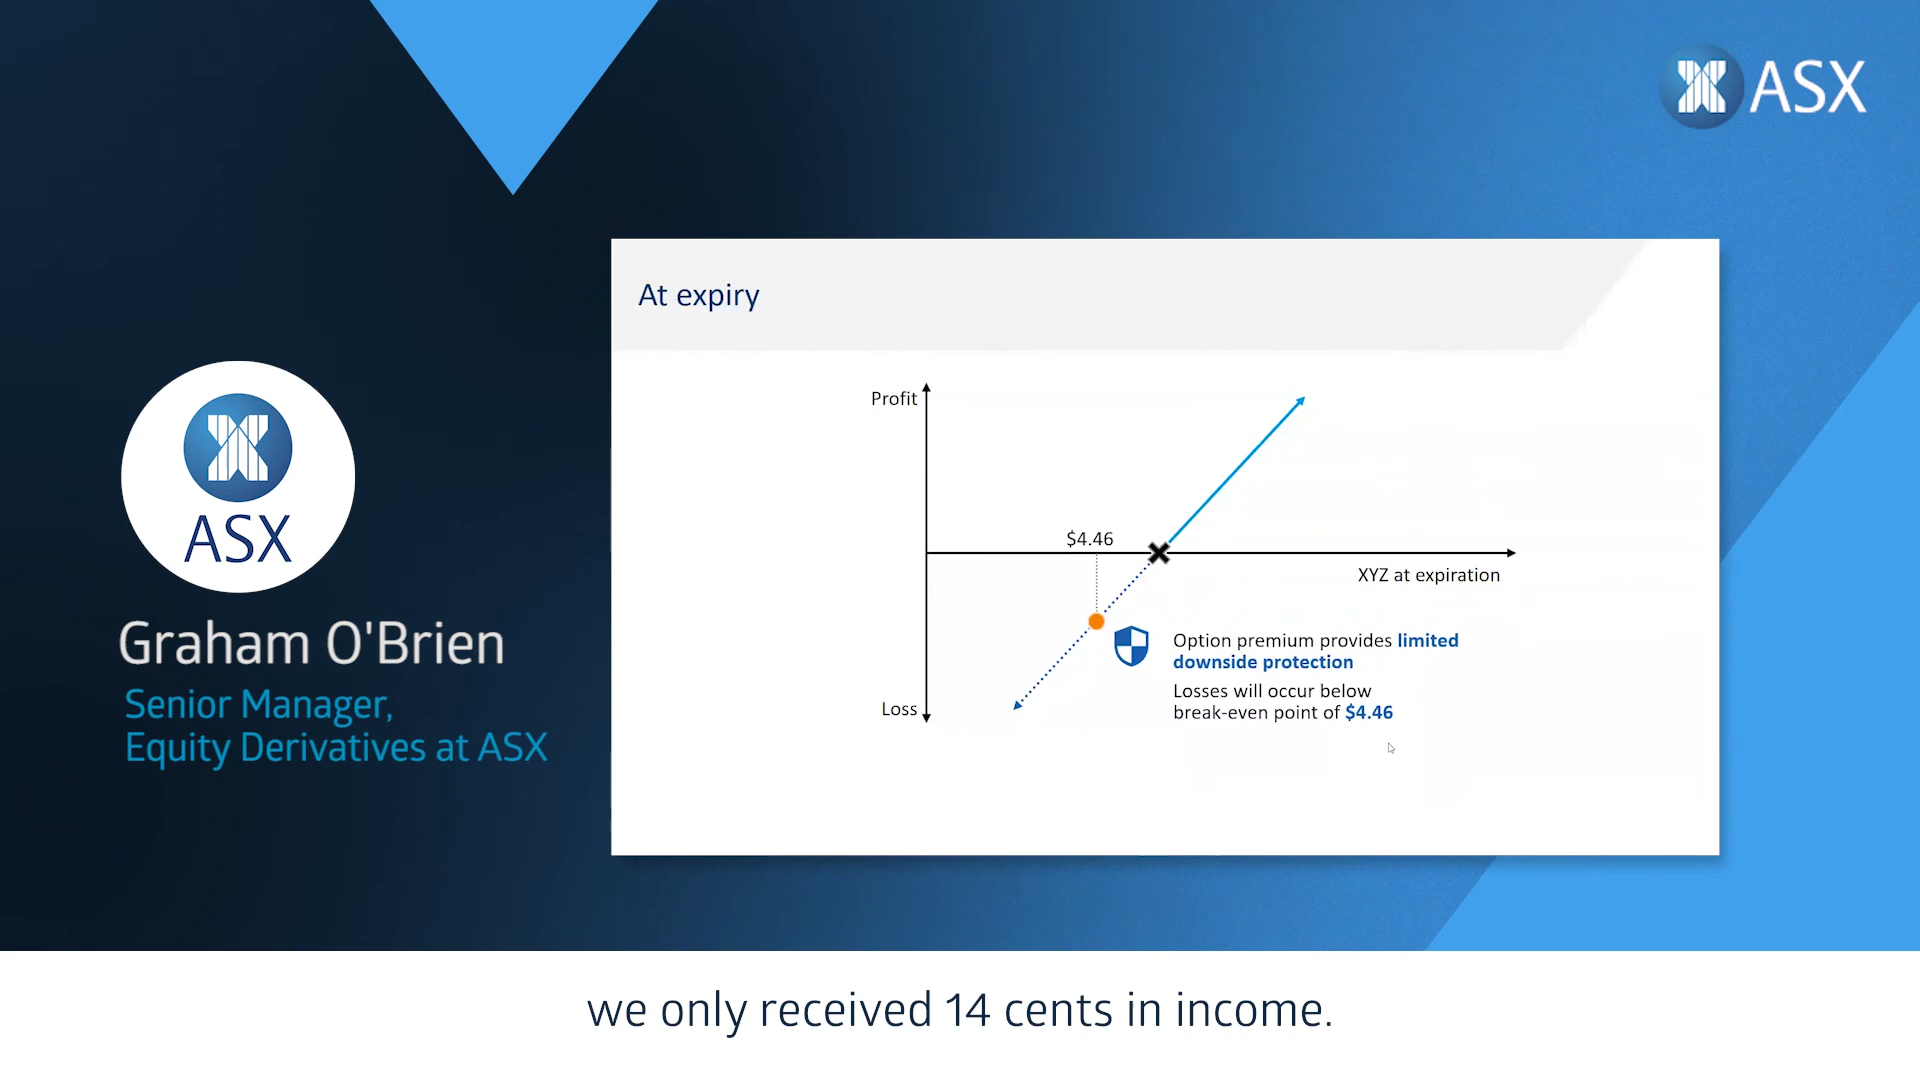 ASX
At expiry
Profit
$4.46
XYZ at expiration
Option premium provides limited
downside protection
Losses will occur below
break-even point of $4.46
Loss
ASX
Graham O'Brien
Senior Manager,
Equity Derivatives at ASX
we only received 14 cents in income.